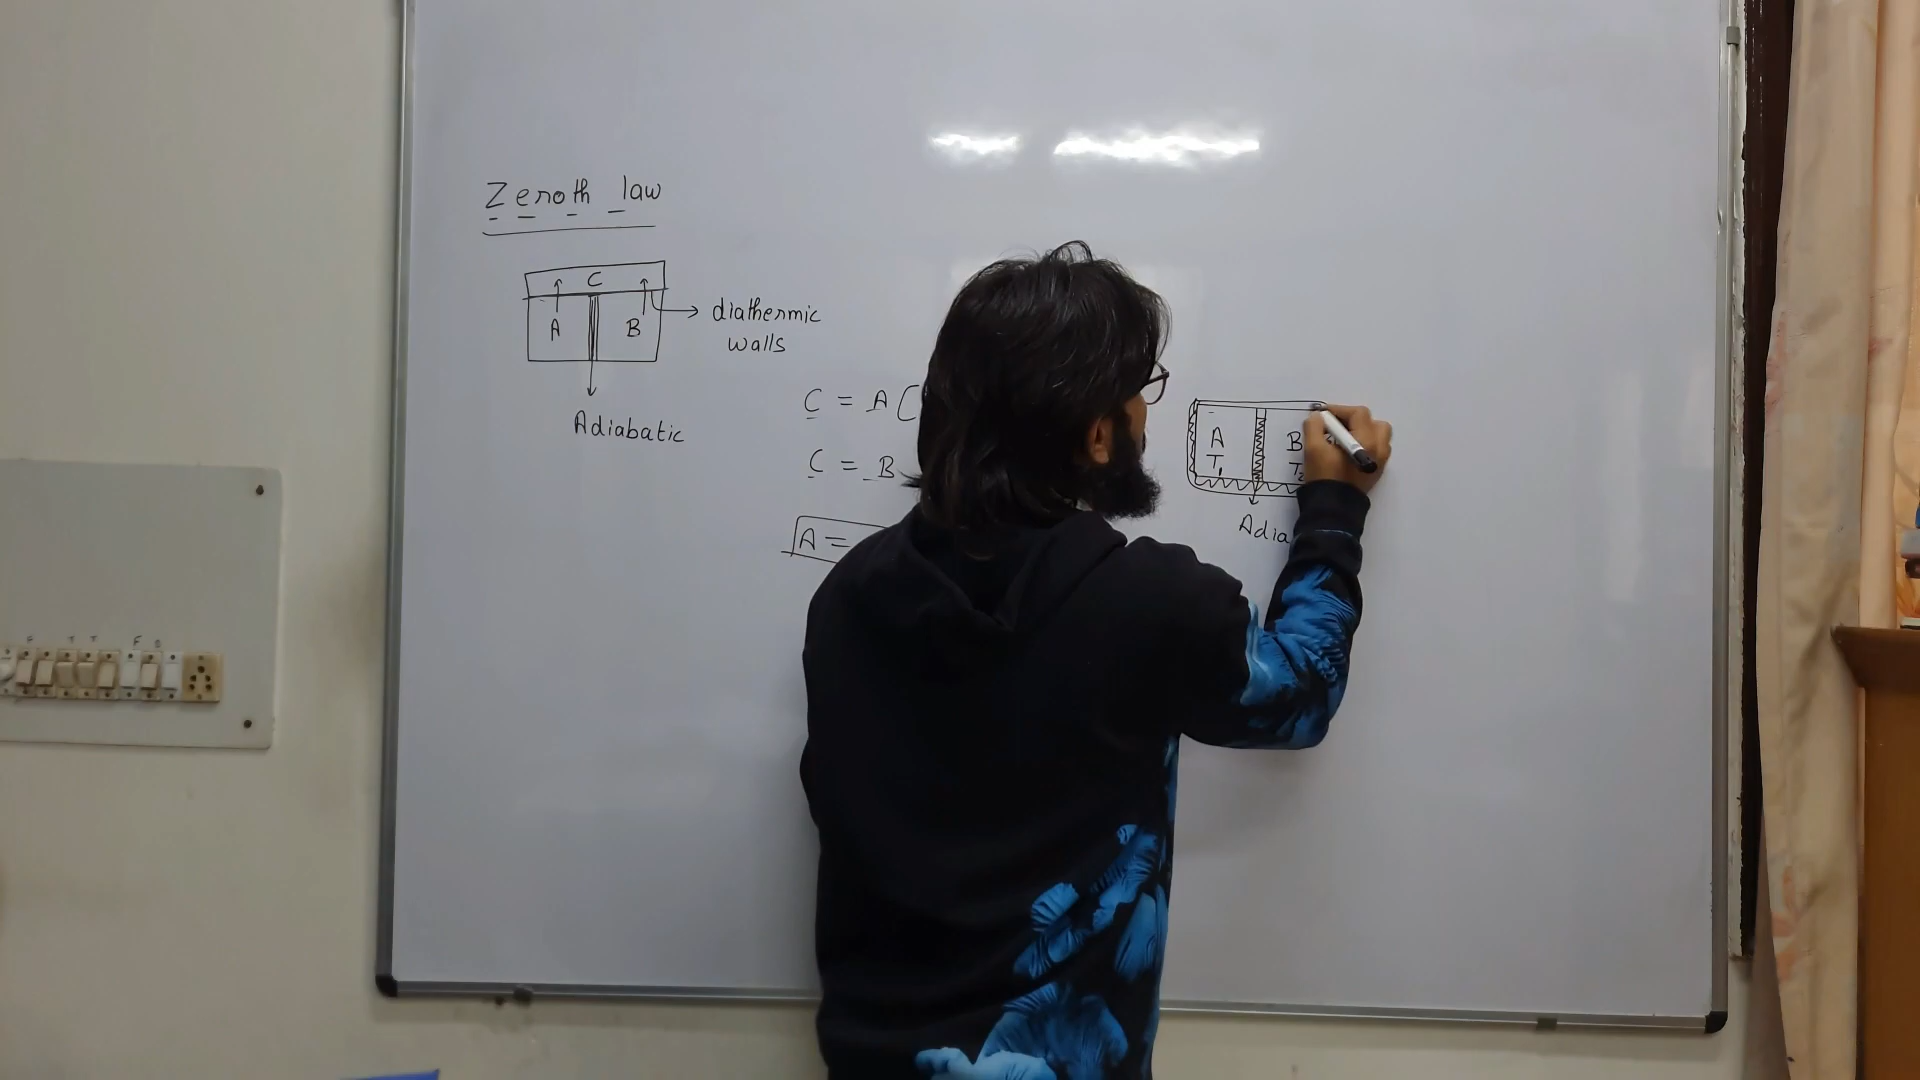 Zeroth law
C
A
B
diathermic
walls
Adiabatic
C = A (
C = B
A =
A
B
T1
T2
Adia